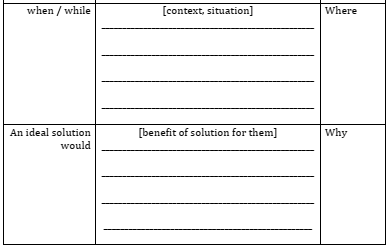 when / while [context, situation] Where
An ideal solution [benefit of solution for them] Why
would